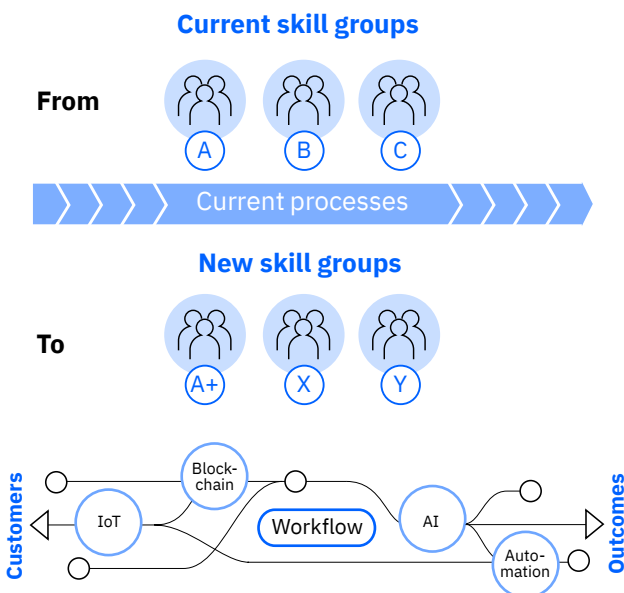 Current skill groups
From
A
B
C
Current processes
New skill groups
To
A+
X
Y
Customers
IoT
Block-
chain
Workflow
AI
Auto-
mation
Outcomes